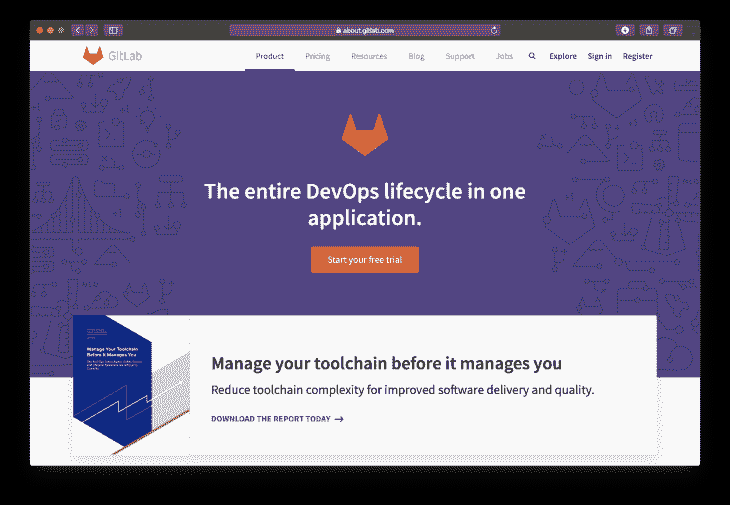 about.gitlab.com
GitLab
Product Pricing Resources Blog Support Jobs Explore Sign in Register
The entire DevOps lifecycle in one
application.
Start your free trial
Manage Your Toolchain
Before It Manages You
Manage your toolchain before it manages you
Reduce toolchain complexity for improved software delivery and quality.
DOWNLOAD THE REPORT TODAY →